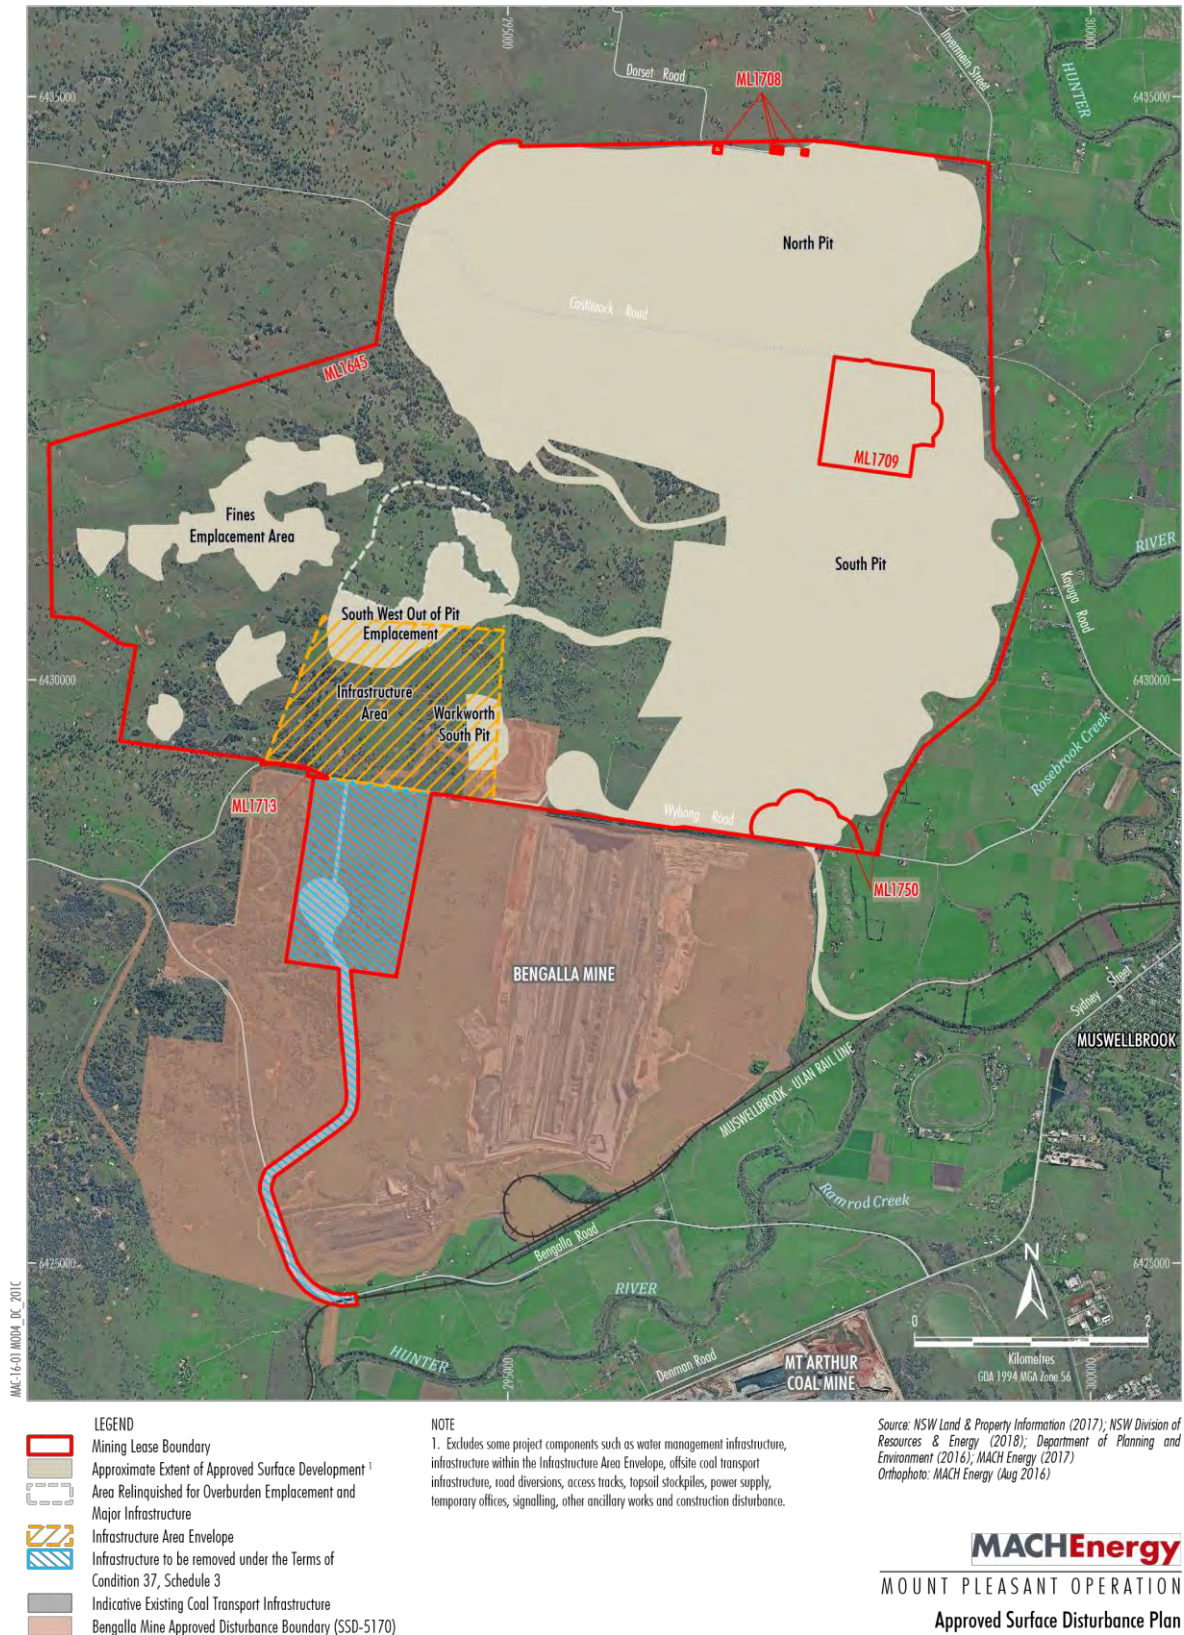 295000
300000
Dorset Road
Invermein Street
HUNTER
6435000
6435000
ML1708
North Pit
Castlerock Road
ML1645
ML1709
Fines
Emplacement Area
RIVER
South Pit
Kayuga Road
South West Out of Pit
Emplacement
6430000
6430000
Infrastructure
Area
Warkworth
South Pit
Rosebrook Creek
ML1713
Wybong Road
ML1750
BENGALLA MINE
Sydney Street
MUSWELLBROOK
MUSWELLBROOK - ULAN RAIL LINE
Ramrod Creek
Bengalla Road
6425000
6425000
N
RIVER
HUNTER
0
2
Kilometres
GDA 1994 MGA Zone 56
Denman Road
MT ARTHUR
COAL MINE
295000
300000
MAC-16-01 MOD4_DC_201C
LEGEND
Mining Lease Boundary
Approximate Extent of Approved Surface Development 1
Area Relinquished for Overburden Emplacement and
Major Infrastructure
Infrastructure Area Envelope
Infrastructure to be removed under the Terms of
Condition 37, Schedule 3
Indicative Existing Coal Transport Infrastructure
Bengalla Mine Approved Disturbance Boundary (SSD-5170)
NOTE
1. Excludes some project components such as water management infrastructure,
infrastructure within the Infrastructure Area Envelope, offsite coal transport
infrastructure, road diversions, access tracks, topsoil stockpiles, power supply,
temporary offices, signalling, other ancillary works and construction disturbance.
Source: NSW Land & Property Information (2017); NSW Division of
Resources & Energy (2018); Department of Planning and
Environment (2016); MACH Energy (2017)
Orthophoto: MACH Energy (Aug 2016)
MACHEnergy
MOUNT PLEASANT OPERATION
Approved Surface Disturbance Plan